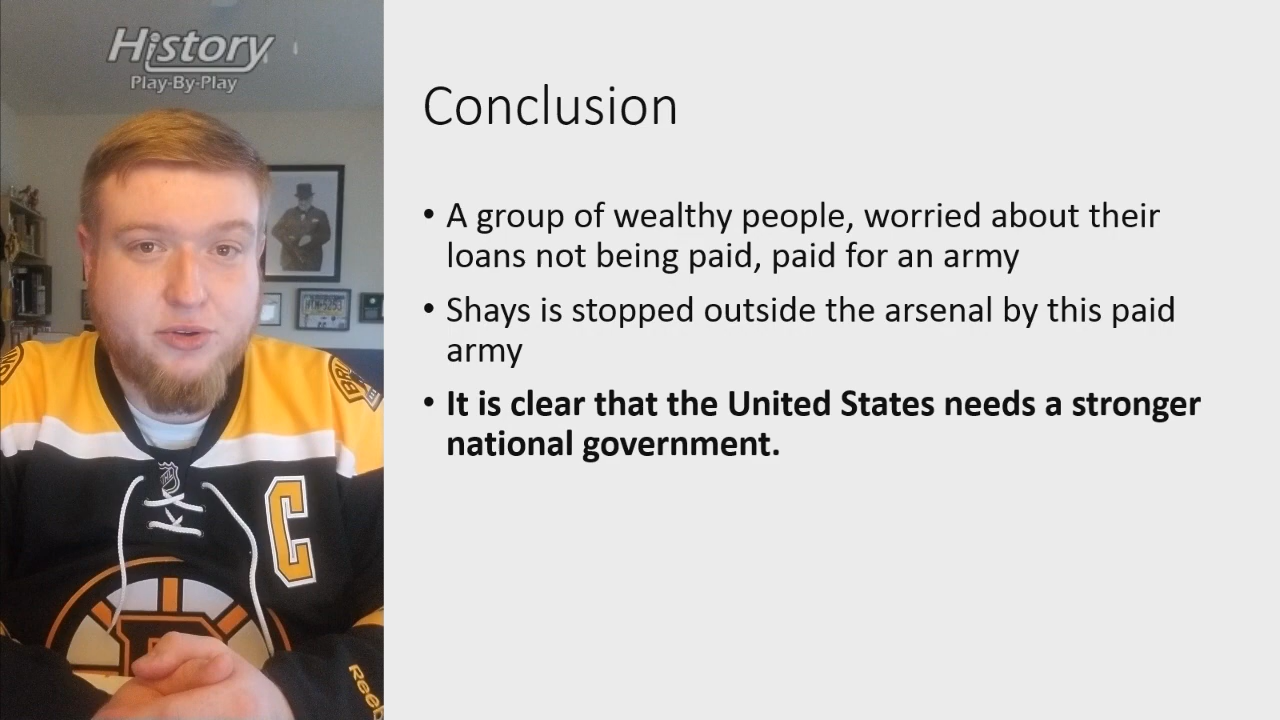 History
Play-By-Play
Conclusion
• A group of wealthy people, worried about their
loans not being paid, paid for an army
• Shays is stopped outside the arsenal by this paid
army
• It is clear that the United States needs a stronger
national government.
NHL
C
B
Reeb